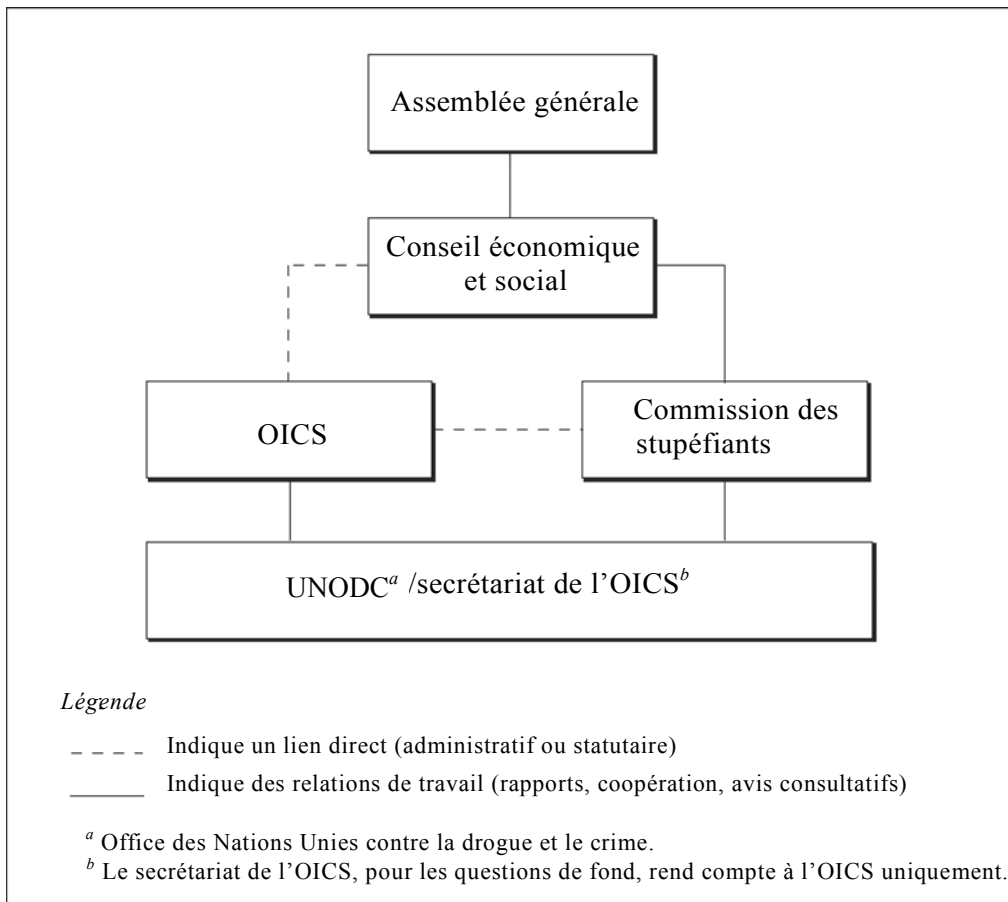 Assemblée générale
Conseil économique
et social
OICS
Commission des
stupéfiants
UNODCᵃ /secrétariat de l’OICSᵇ
Légende
Indique un lien direct (administratif ou statutaire)
Indique des relations de travail (rapports, coopération, avis consultatifs)
ᵃ Office des Nations Unies contre la drogue et le crime.
ᵇ Le secrétariat de l’OICS, pour les questions de fond, rend compte à l’OICS uniquement.